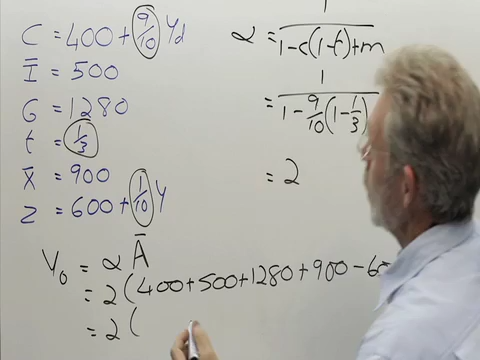 C = 400 + 9/10 Yd
Ī = 500
G = 1280
t = 1/3
X̄ = 900
Z = 600 + 1/10 Y
α = 1 / 1-c(1-t)+m
= 1 / 1-9/10(1-1/3)
= 2
Y₀ = α Ā
= 2 (400+500+1280+900-60
= 2 (